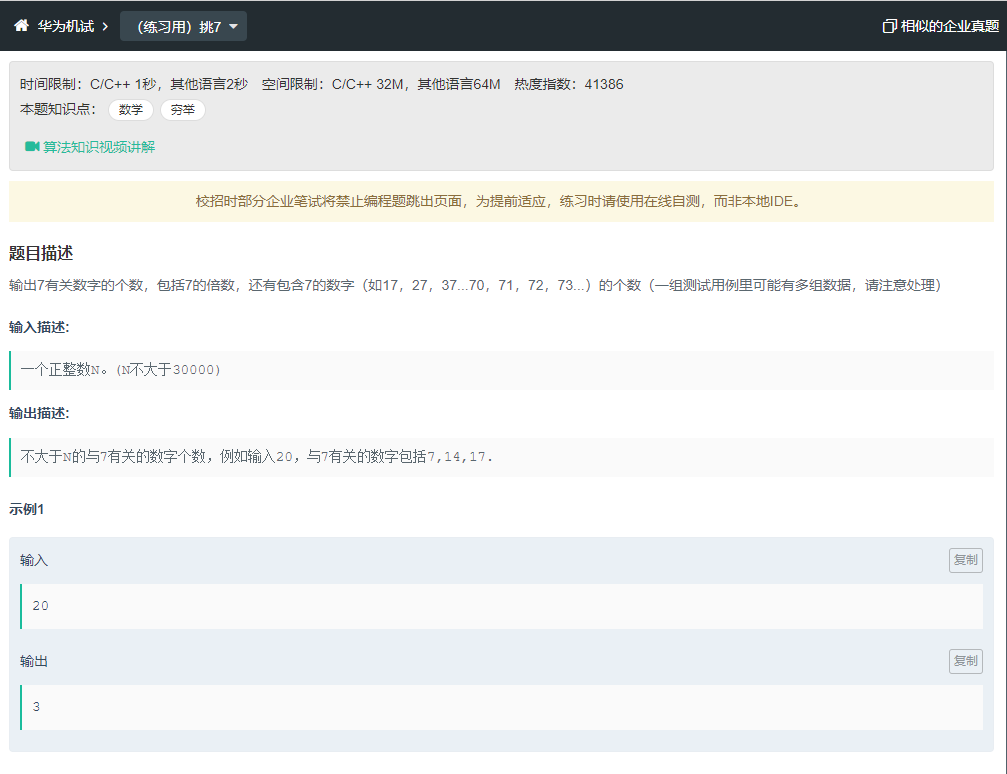 华为机试 > （练习用）挑7 相似的企业真题
时间限制：C/C++ 1秒，其他语言2秒 空间限制：C/C++ 32M，其他语言64M 热度指数：41386
本题知识点： 数学 穷举
算法知识视频讲解
校招时部分企业笔试将禁止编程题跳出页面，为提前适应，练习时请使用在线自测，而非本地IDE。
题目描述
输出7有关数字的个数，包括7的倍数，还有包含7的数字（如17，27，37...70，71，72，73...）的个数（一组测试用例里可能有多组数据，请注意处理）
输入描述:
一个正整数N。(N不大于30000)
输出描述:
不大于N的与7有关的数字个数，例如输入20，与7有关的数字包括7,14,17.
示例1
输入 复制
20
输出 复制
3